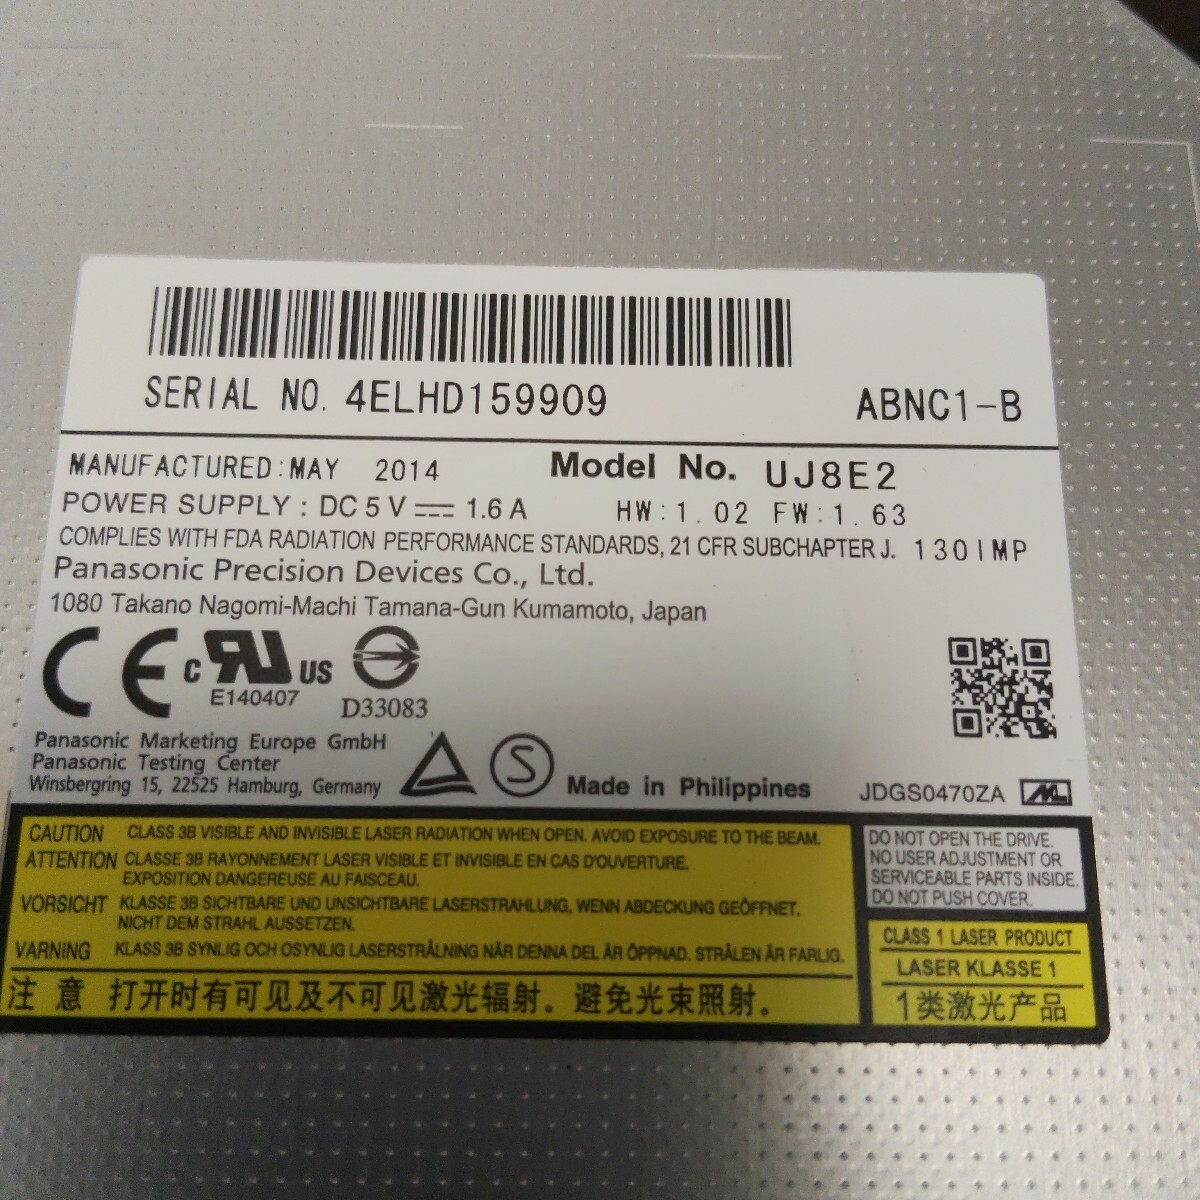 SERIAL NO. 4ELHD159909 ABNC1-B
MANUFACTURED:MAY 2014 Model No. UJ8E2
POWER SUPPLY : DC 5 V ⎓ 1.6 A HW:1.02 FW:1.63
COMPLIES WITH FDA RADIATION PERFORMANCE STANDARDS, 21 CFR SUBCHAPTER J. 130IMP
Panasonic Precision Devices Co., Ltd.
1080 Takano Nagomi-Machi Tamana-Gun Kumamoto, Japan
CE c RU US
E140407 D33083
Panasonic Marketing Europe GmbH
Panasonic Testing Center
Winsbergring 15, 22525 Hamburg, Germany
S
Made in Philippines JDGS0470ZA ML
CAUTION CLASS 3B VISIBLE AND INVISIBLE LASER RADIATION WHEN OPEN. AVOID EXPOSURE TO THE BEAM.
ATTENTION CLASSE 3B RAYONNEMENT LASER VISIBLE ET INVISIBLE EN CAS D'OUVERTURE.
EXPOSITION DANGEREUSE AU FAISCEAU.
VORSICHT KLASSE 3B SICHTBARE UND UNSICHTBARE LASERSTRAHLUNG, WENN ABDECKUNG GEÖFFNET.
NICHT DEM STRAHL AUSSETZEN.
VARNING KLASS 3B SYNLIG OCH OSYNLIG LASERSTRÅLNING NÄR DENNA DEL ÄR ÖPPNAD. STRÅLEN ÄR FARLIG.
注 意 打开时有可见及不可见激光辐射。避免光束照射。
DO NOT OPEN THE DRIVE.
NO USER ADJUSTMENT OR
SERVICEABLE PARTS INSIDE.
DO NOT PUSH COVER.
CLASS 1 LASER PRODUCT
LASER KLASSE 1
1类激光产品